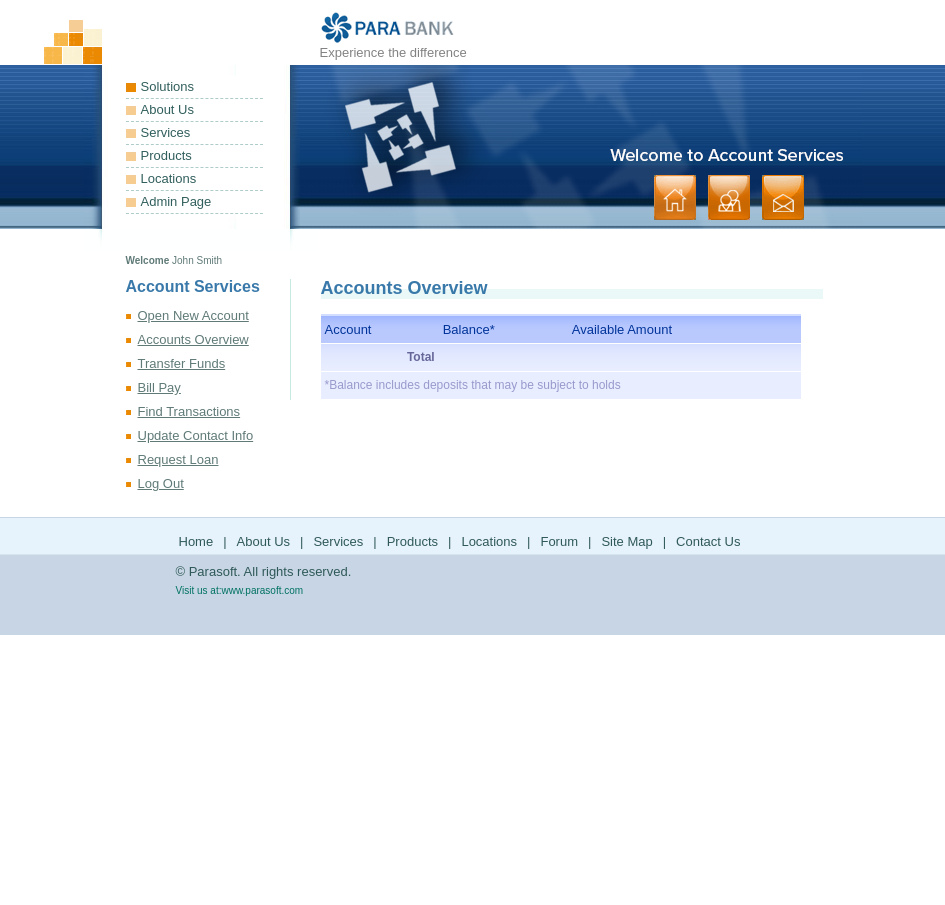 PARA BANK
Experience the difference
Solutions
About Us
Services
Products
Locations
Admin Page
Welcome to Account Services
Welcome John Smith
Account Services
Open New Account
Accounts Overview
Transfer Funds
Bill Pay
Find Transactions
Update Contact Info
Request Loan
Log Out
Accounts Overview
Account Balance* Available Amount
Total
*Balance includes deposits that may be subject to holds
Home | About Us | Services | Products | Locations | Forum | Site Map | Contact Us
© Parasoft. All rights reserved.
Visit us at:www.parasoft.com